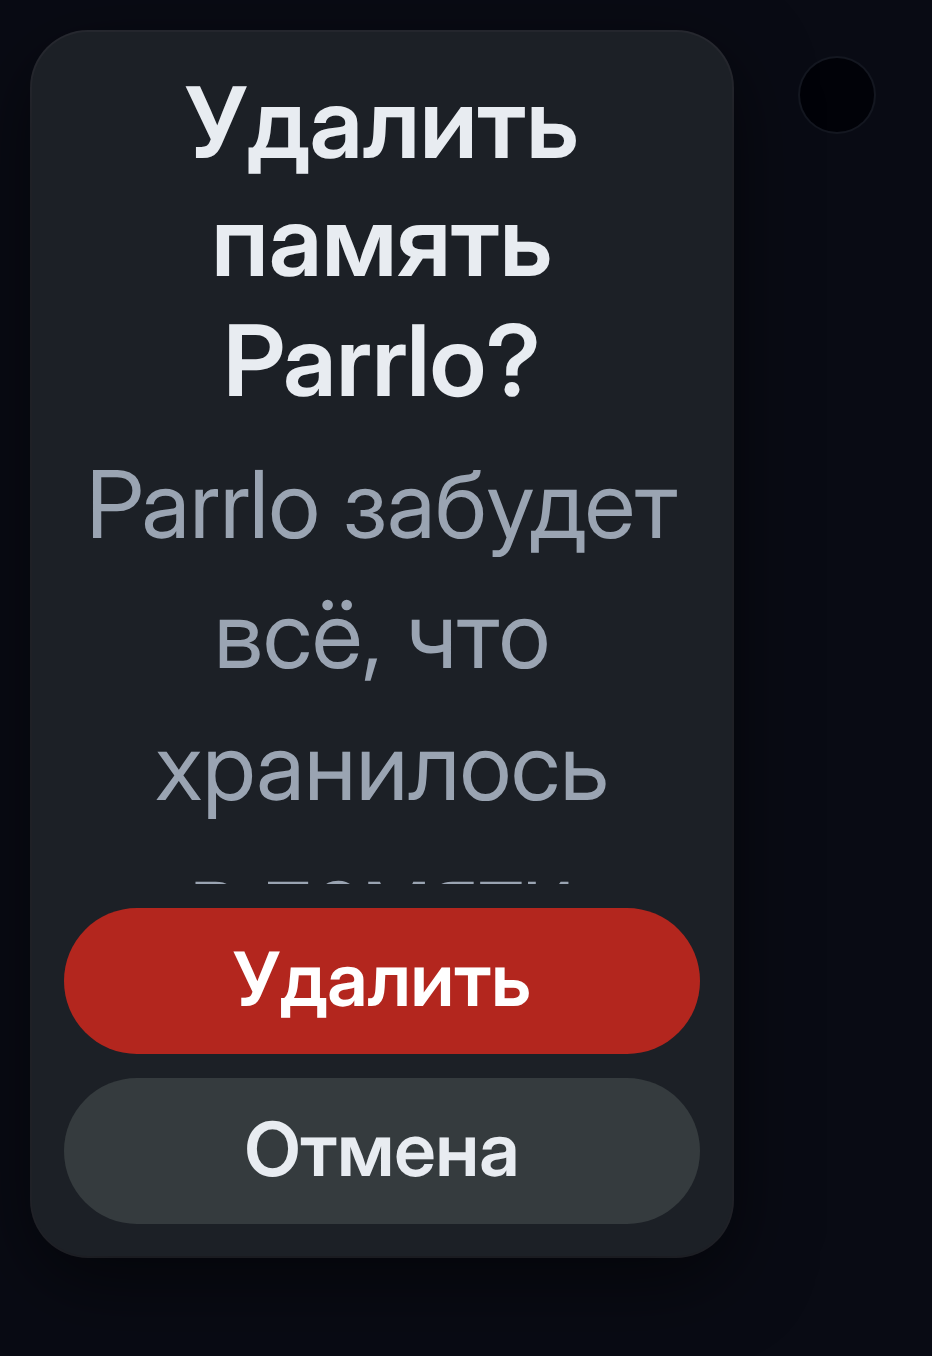 Удалить
память
Parrlo?
Parrlo забудет
всё, что
хранилось
Удалить
Отмена